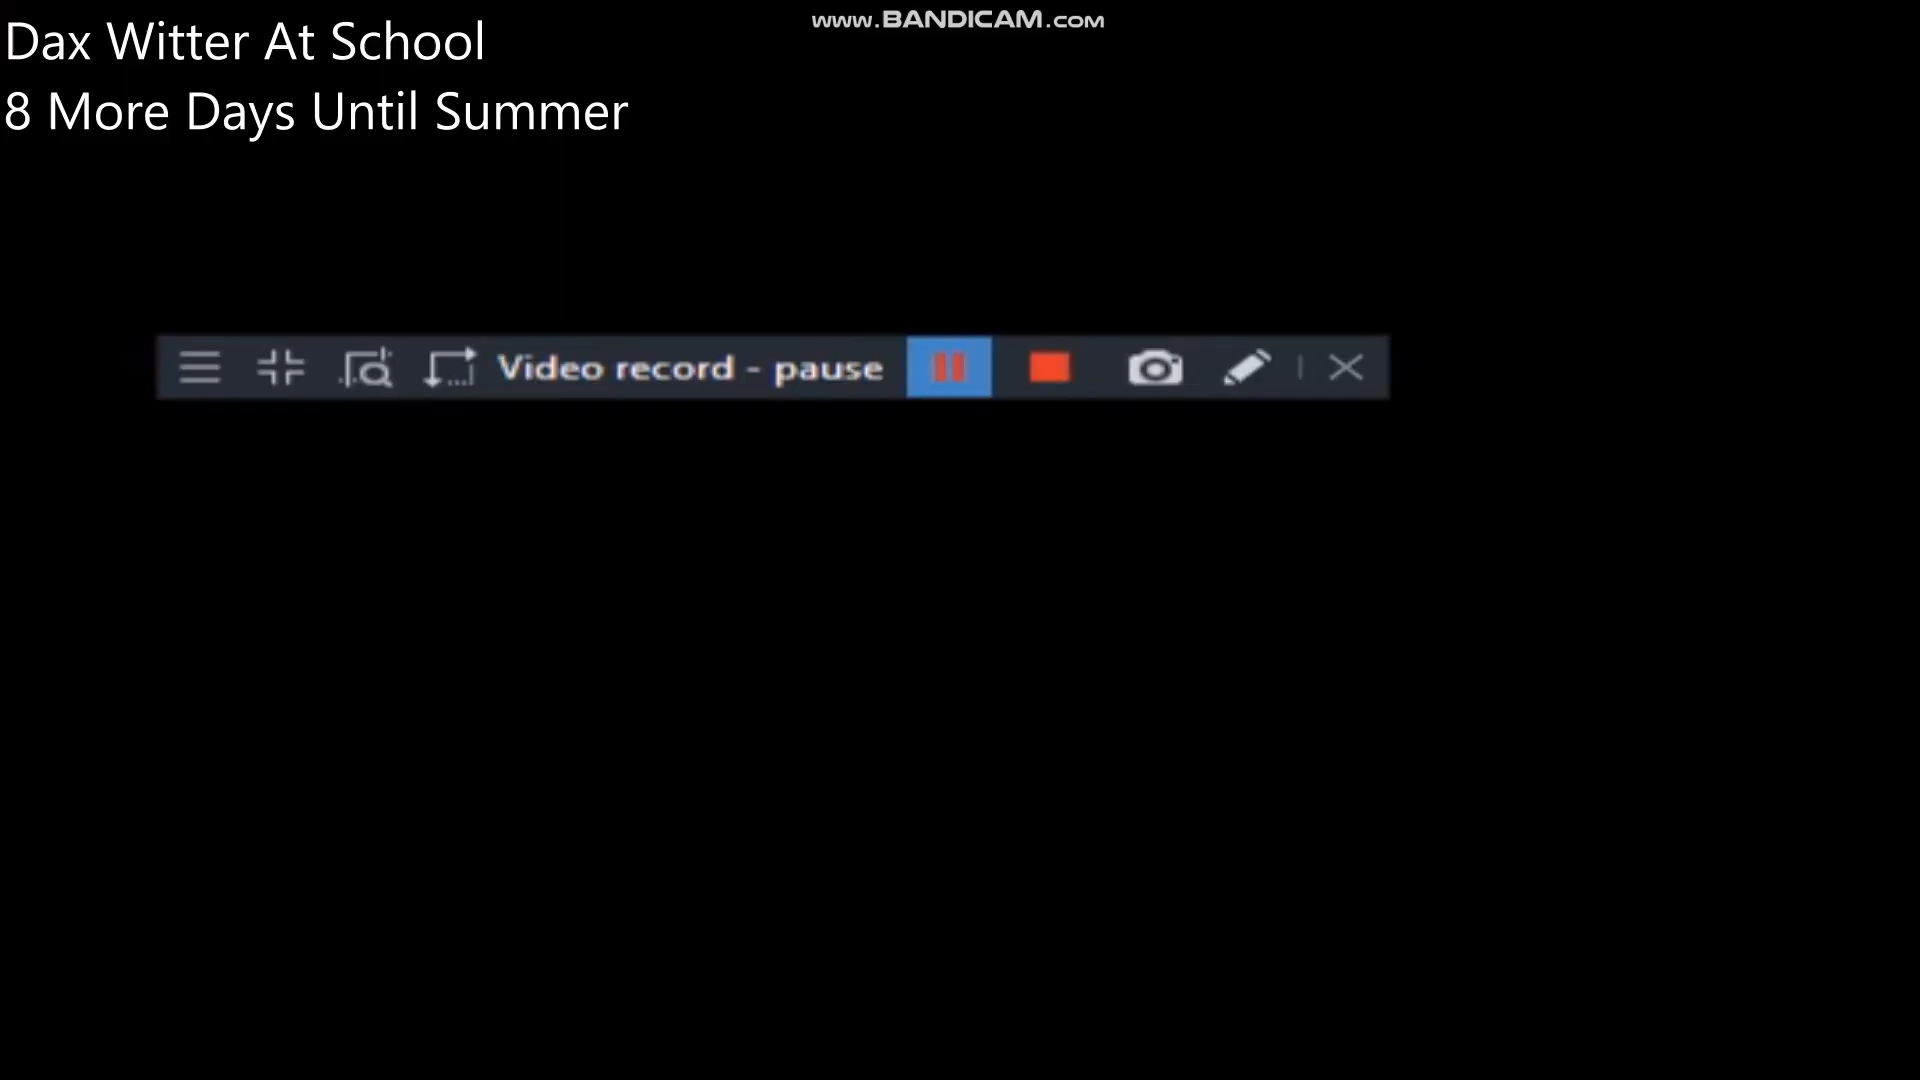 www.BANDICAM.com
Dax Witter At School
8 More Days Until Summer
Video record - pause